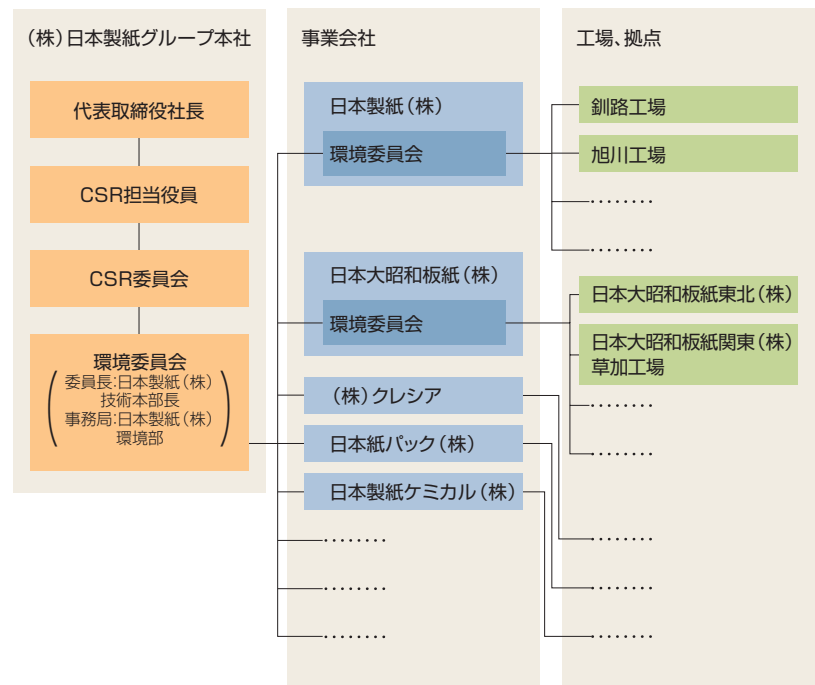 (株)日本製紙グループ本社
代表取締役社長
CSR担当役員
CSR委員会
環境委員会
委員長:日本製紙(株)
技術本部長
事務局:日本製紙(株)
環境部
事業会社
日本製紙(株)
環境委員会
日本大昭和板紙(株)
環境委員会
(株)クレシア
日本紙パック(株)
日本製紙ケミカル(株)
‥‥‥‥
‥‥‥‥
‥‥‥‥
工場、拠点
釧路工場
旭川工場
‥‥‥‥
‥‥‥‥
日本大昭和板紙東北(株)
日本大昭和板紙関東(株)
草加工場
‥‥‥‥
‥‥‥‥
‥‥‥‥
‥‥‥‥
‥‥‥‥